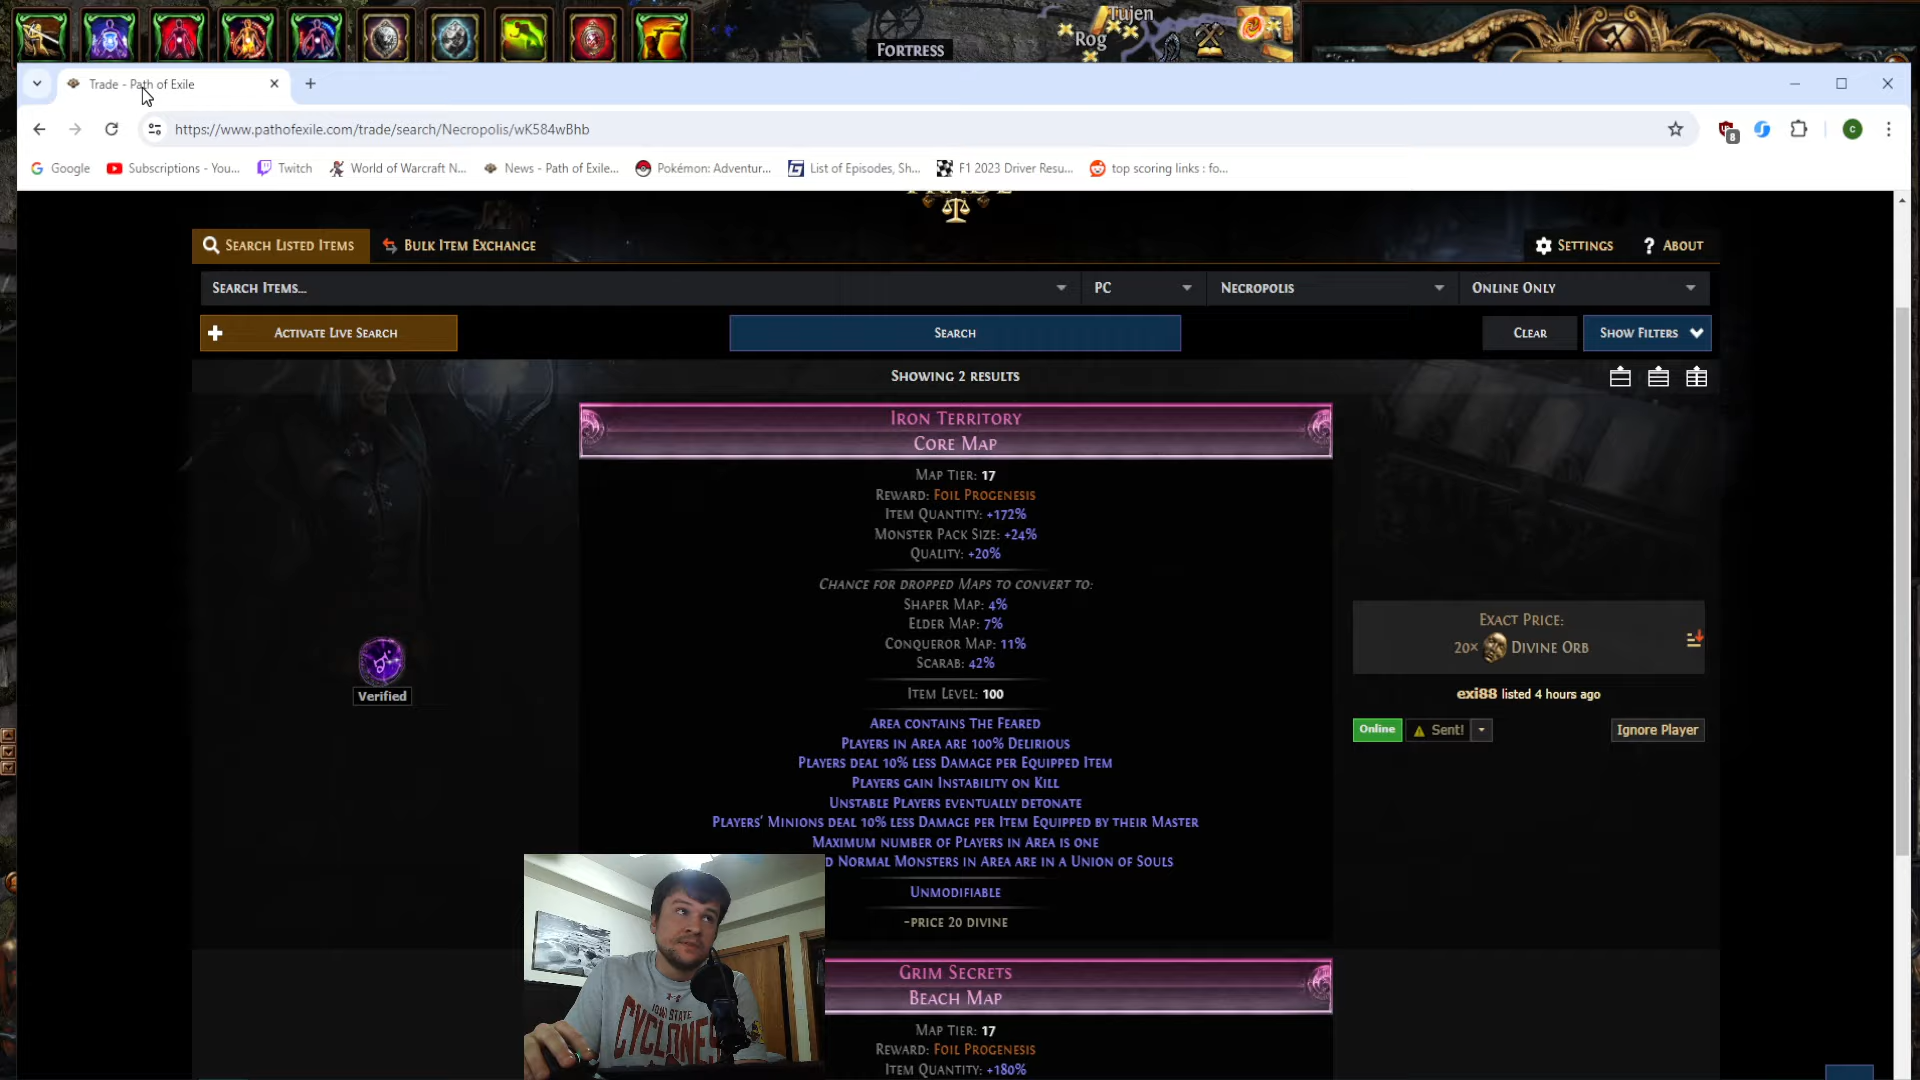 Tujen
Rog
FORTRESS
Trade - Path of Exile
https://www.pathofexile.com/trade/search/Necropolis/wK584wBhb
8
C
Google
Subscriptions - You...
Twitch
World of Warcraft N...
News - Path of Exile...
Pokémon: Adventur...
List of Episodes, Sh...
F1 2023 Driver Resu...
top scoring links : fo...
TRADE
SEARCH LISTED ITEMS
BULK ITEM EXCHANGE
SETTINGS
? ABOUT
SEARCH ITEMS...
PC
NECROPOLIS
ONLINE ONLY
ACTIVATE LIVE SEARCH
SEARCH
CLEAR
SHOW FILTERS
SHOWING 2 RESULTS
IRON TERRITORY
CORE MAP
MAP TIER: 17
REWARD: FOIL PROGENESIS
ITEM QUANTITY: +172%
MONSTER PACK SIZE: +24%
QUALITY: +20%
CHANCE FOR DROPPED MAPS TO CONVERT TO:
SHAPER MAP: 4%
ELDER MAP: 7%
CONQUEROR MAP: 11%
SCARAB: 42%
ITEM LEVEL: 100
AREA CONTAINS THE FEARED
PLAYERS IN AREA ARE 100% DELIRIOUS
PLAYERS DEAL 10% LESS DAMAGE PER EQUIPPED ITEM
PLAYERS GAIN INSTABILITY ON KILL
UNSTABLE PLAYERS EVENTUALLY DETONATE
PLAYERS' MINIONS DEAL 10% LESS DAMAGE PER ITEM EQUIPPED BY THEIR MASTER
MAXIMUM NUMBER OF PLAYERS IN AREA IS ONE
D NORMAL MONSTERS IN AREA ARE IN A UNION OF SOULS
UNMODIFIABLE
~PRICE 20 DIVINE
Verified
EXACT PRICE:
20× DIVINE ORB
exi88 listed 4 hours ago
Online
Sent!
Ignore Player
GRIM SECRETS
BEACH MAP
MAP TIER: 17
REWARD: FOIL PROGENESIS
ITEM QUANTITY: +180%
IOWA STATE
CYCLONES